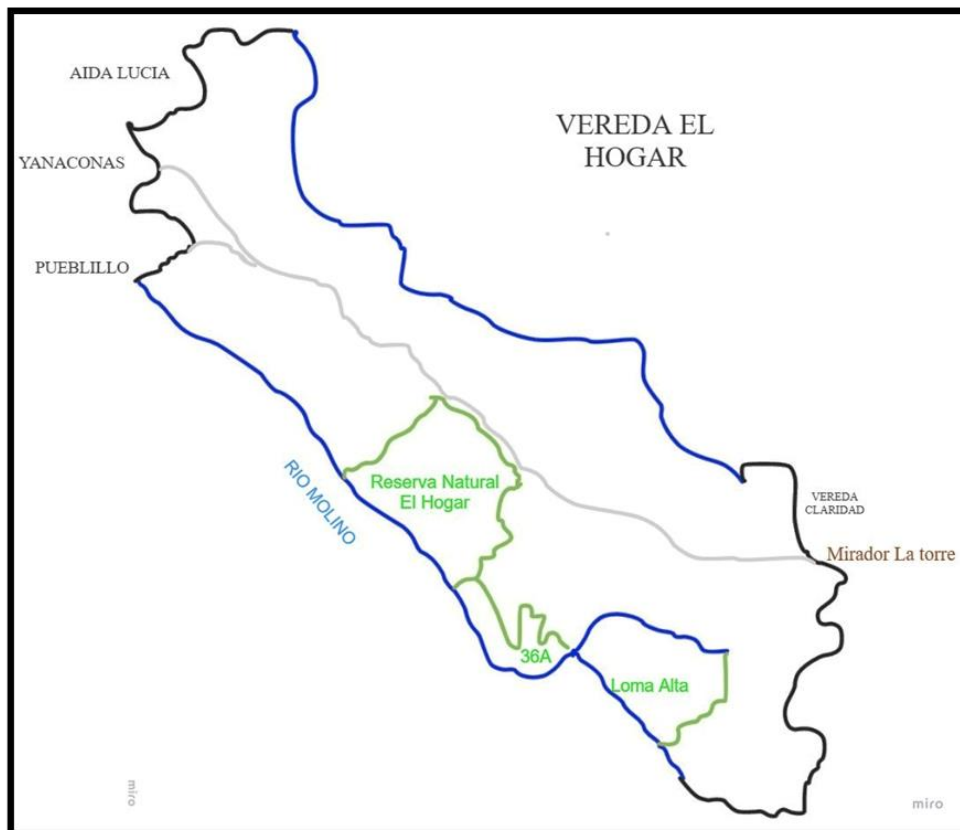 AIDA LUCIA
VEREDA EL
HOGAR
YANACONAS
PUEBLILLO
RIO MOLINO
Reserva Natural
El Hogar
VEREDA
CLARIDAD
Mirador La torre
36A
Loma Alta
miro
miro